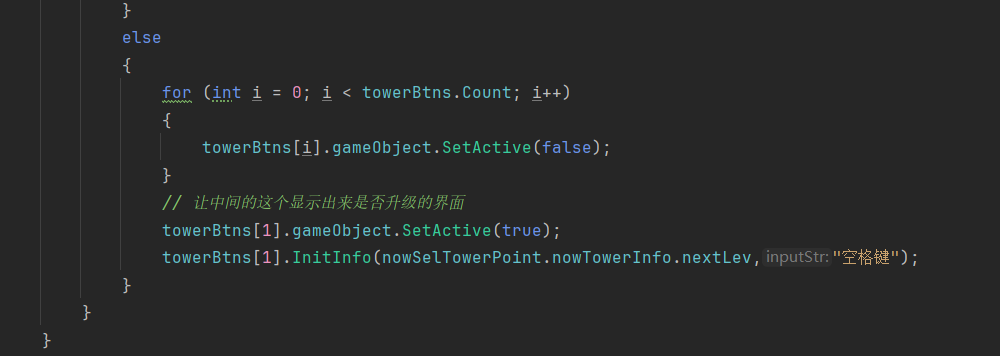 }
else
{
for (int i = 0; i < towerBtns.Count; i++)
{
towerBtns[i].gameObject.SetActive(false);
}
// 让中间的这个显示出来是否升级的界面
towerBtns[1].gameObject.SetActive(true);
towerBtns[1].InitInfo(nowSelTowerPoint.nowTowerInfo.nextLev,inputStr:"空格键");
}
}
}